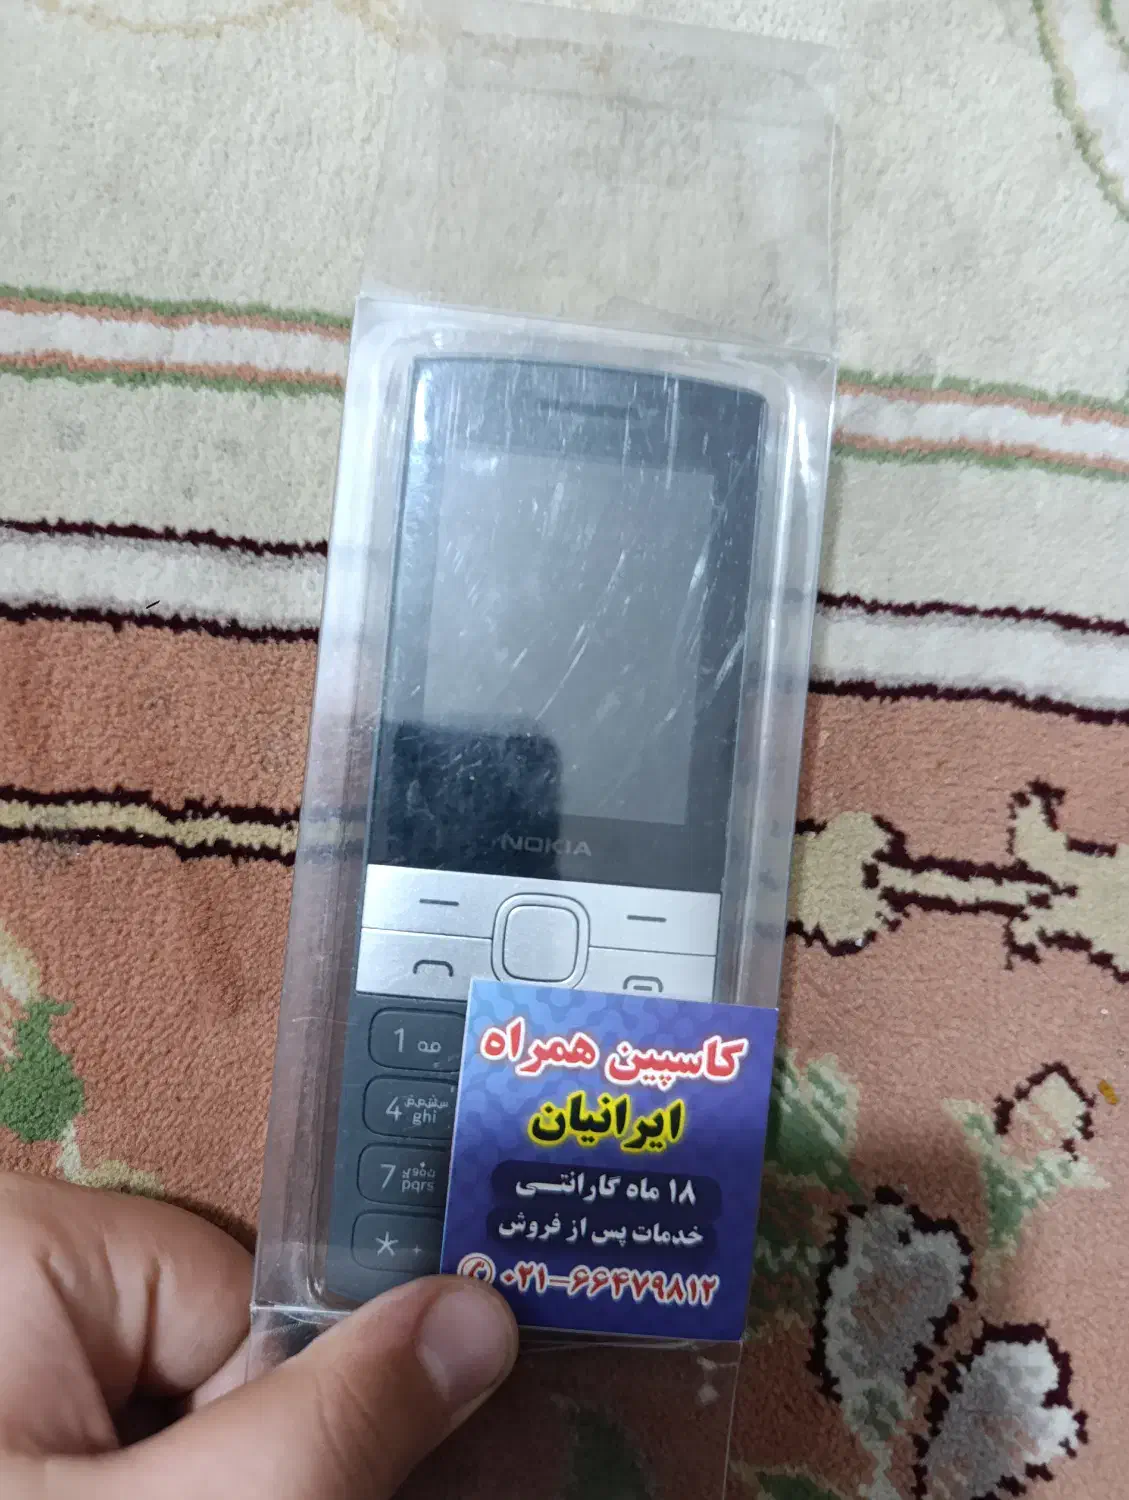 NOKIA
1
4 ghi
7 pqrs
* +
کاسپین همراه
ایرانیان
۱۸ ماه گارانتی
خدمات پس از فروش
۰۲۱-۶۶۴۷۹۸۱۲